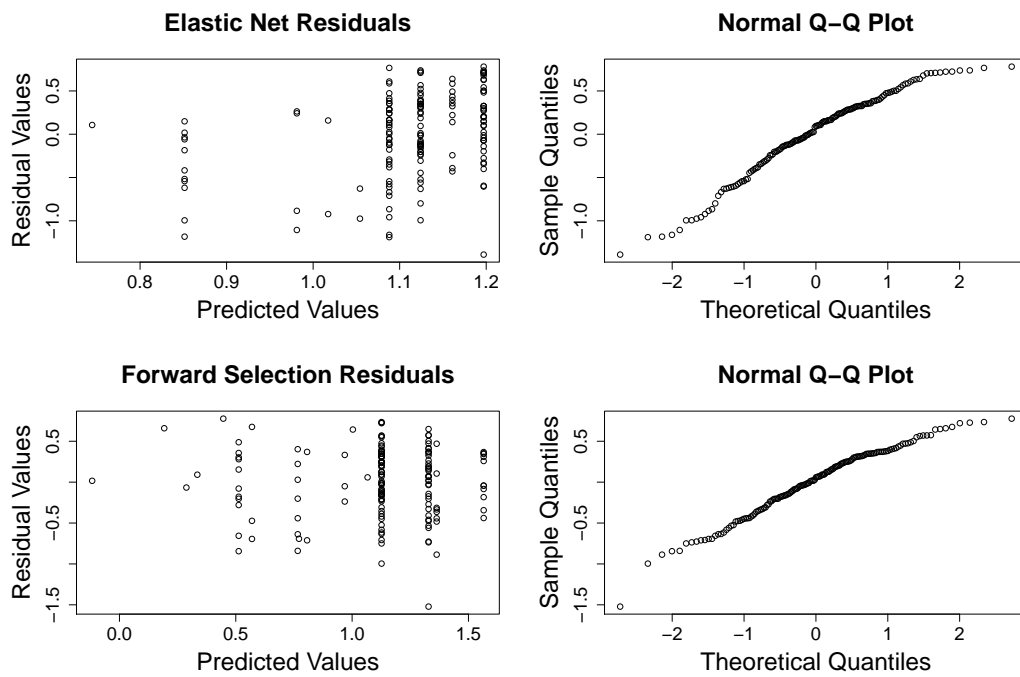 Elastic Net Residuals
Residual Values
0.5
0.0
−1.0
0.8
0.9
1.0
1.1
1.2
Predicted Values
Normal Q−Q Plot
Sample Quantiles
0.5
0.0
−1.0
−2
−1
0
1
2
Theoretical Quantiles
Forward Selection Residuals
Residual Values
0.5
−0.5
−1.5
0.0
0.5
1.0
1.5
Predicted Values
Normal Q−Q Plot
Sample Quantiles
0.5
−0.5
−1.5
−2
−1
0
1
2
Theoretical Quantiles